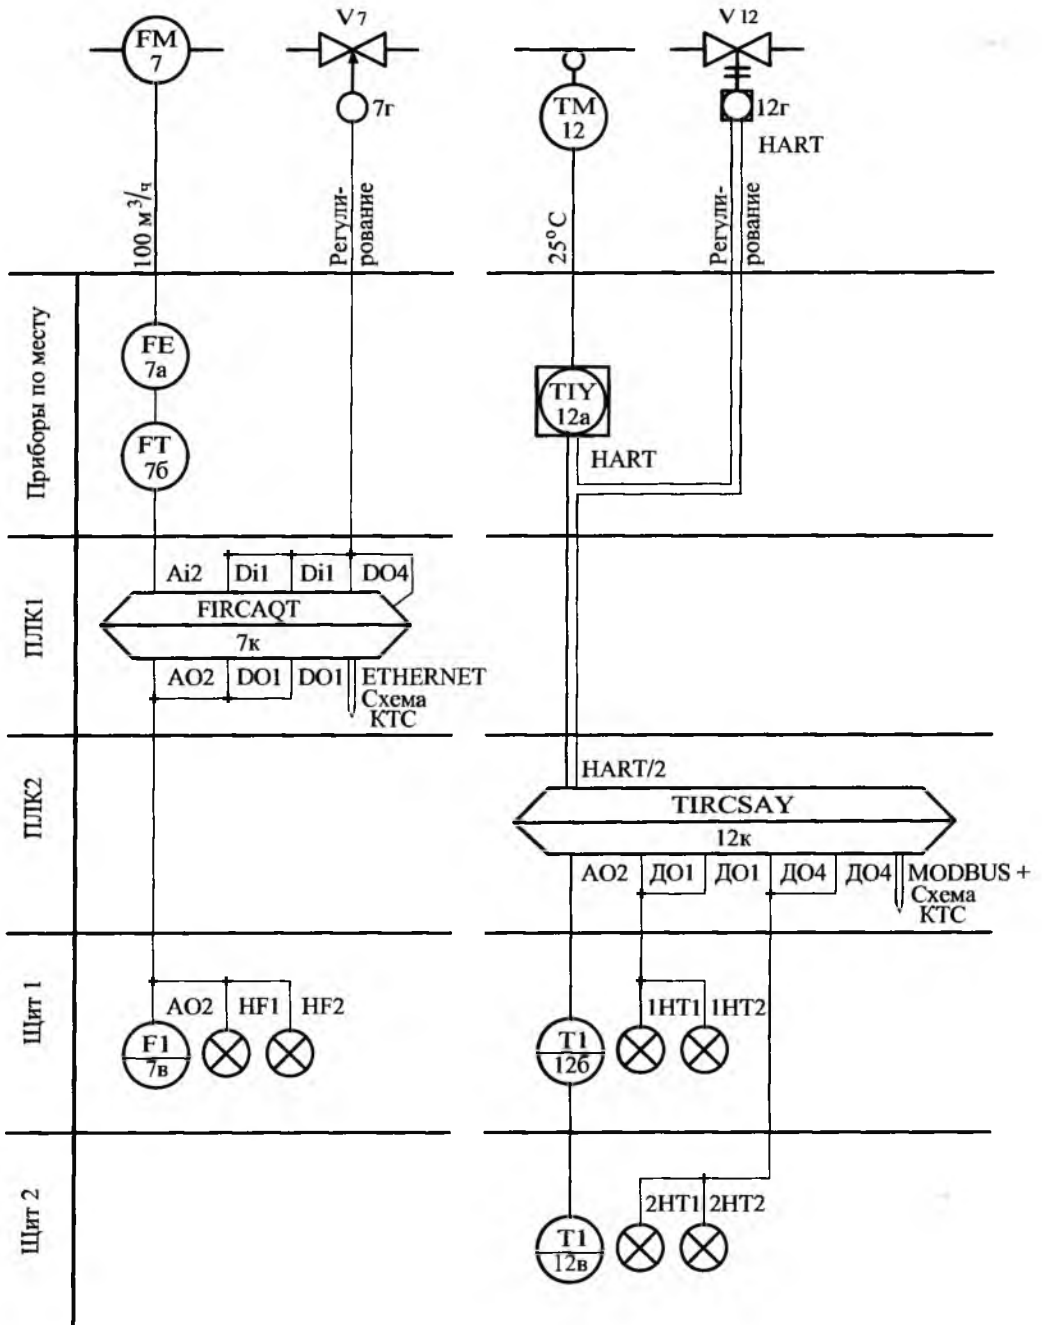 FM
7
V 7
7г
TM
12
V 12
12г
HART
100 м³/ч
Регули-
рование
25°C
Регули-
рование
Приборы по месту
FE
7а
FT
7б
TIY
12а
HART
ПЛК1
Ai2 Di1 Di1 DO4
FIRCAQT
7к
AO2 DO1 DO1 ETHERNET
Схема
КТС
ПЛК2
HART/2
TIRCSAY
12к
AO2 ДО1 ДО1 ДО4 ДО4 MODBUS +
Схема
КТС
Щит 1
AO2 HF1 HF2
F1
7в
1HT1 1HT2
T1
12б
Щит 2
2HT1 2HT2
T1
12в